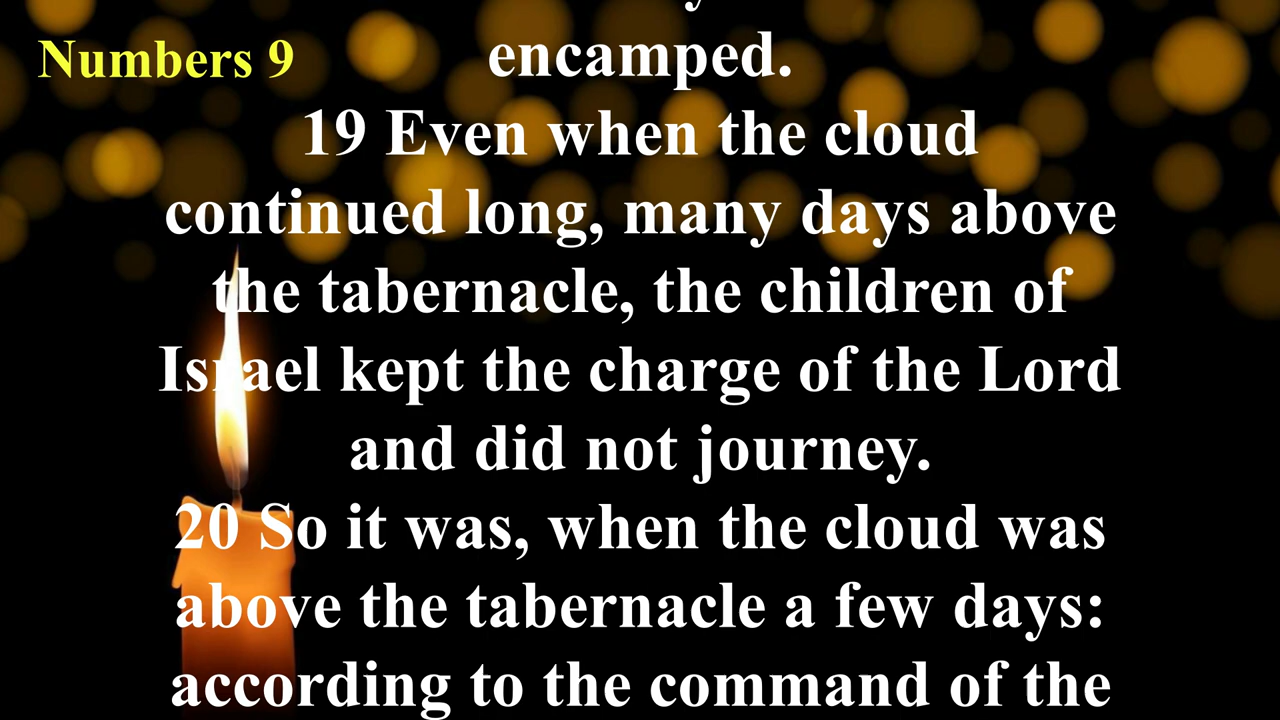 Numbers 9
encamped.
19 Even when the cloud
continued long, many days above
the tabernacle, the children of
Israel kept the charge of the Lord
and did not journey.
20 So it was, when the cloud was
above the tabernacle a few days:
according to the command of the